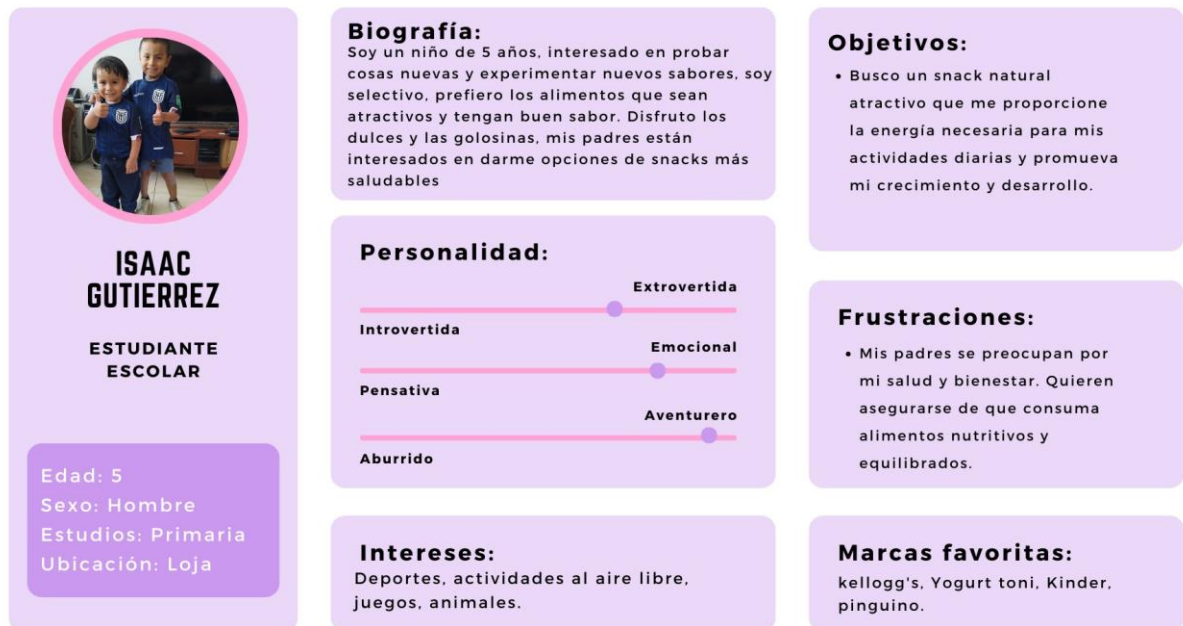 ISAAC
GUTIERREZ
ESTUDIANTE
ESCOLAR
Edad: 5
Sexo: Hombre
Estudios: Primaria
Ubicación: Loja
Biografía:
Soy un niño de 5 años, interesado en probar
cosas nuevas y experimentar nuevos sabores, soy
selectivo, prefiero los alimentos que sean
atractivos y tengan buen sabor. Disfruto los
dulces y las golosinas, mis padres están
interesados en darme opciones de snacks más
saludables
Personalidad:
Extrovertida
Introvertida
Emocional
Pensativa
Aventurero
Aburrido
Intereses:
Deportes, actividades al aire libre,
juegos, animales.
Objetivos:
• Busco un snack natural
atractivo que me proporcione
la energía necesaria para mis
actividades diarias y promueva
mi crecimiento y desarrollo.
Frustraciones:
• Mis padres se preocupan por
mi salud y bienestar. Quieren
asegurarse de que consuma
alimentos nutritivos y
equilibrados.
Marcas favoritas:
kellogg's, Yogurt toni, Kinder,
pinguino.